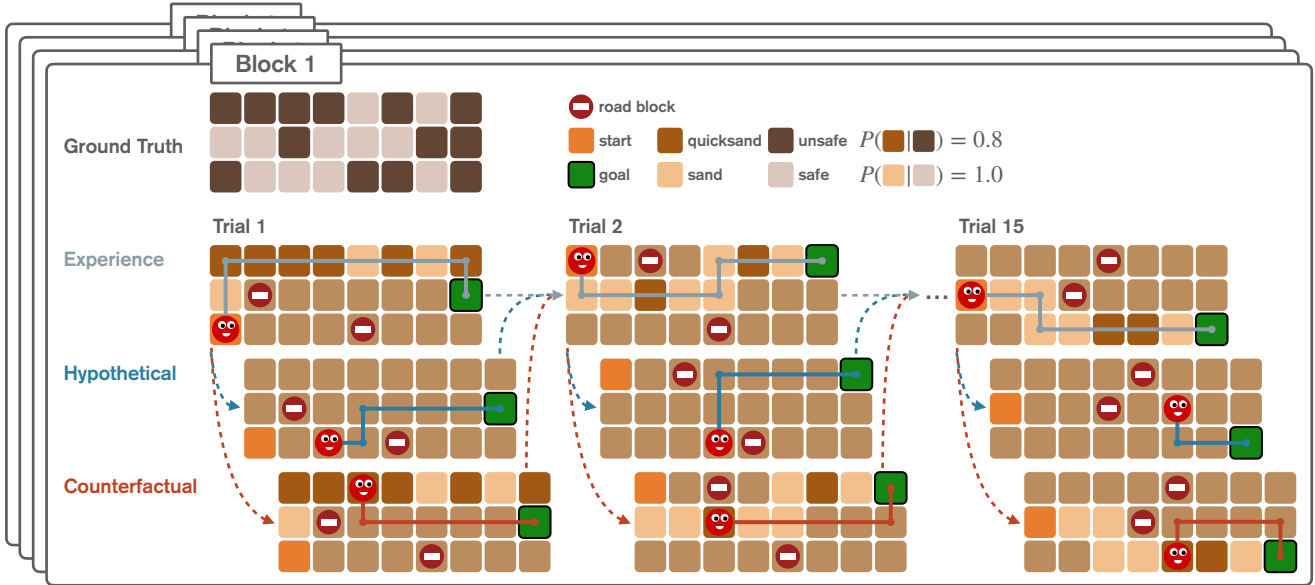 Block 1
Ground Truth
road block
start
quicksand
unsafe
P(|) = 0.8
goal
sand
safe
P(|) = 1.0
Trial 1
Trial 2
Trial 15
Experience
...
Hypothetical
Counterfactual